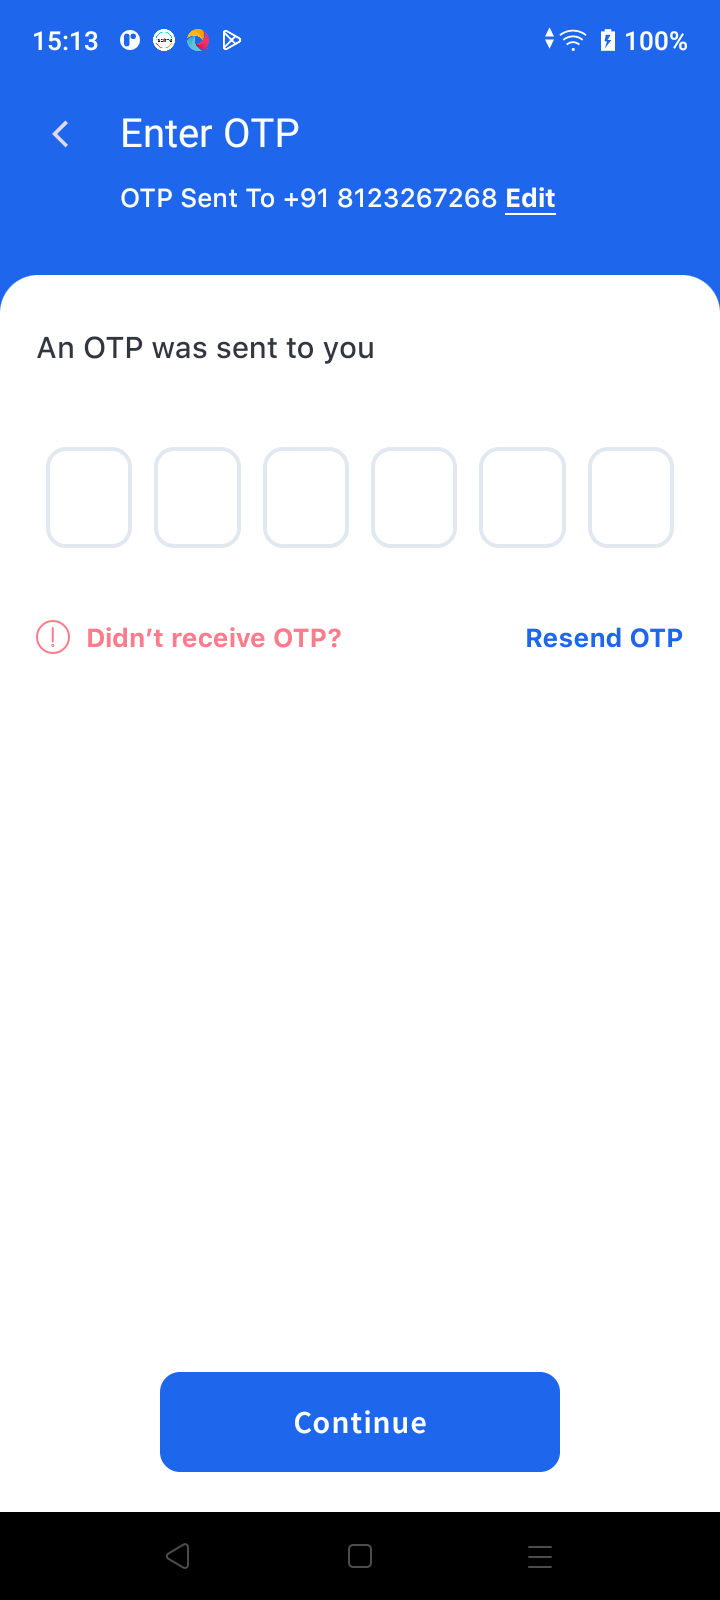 15:13 100%
Enter OTP
OTP Sent To +91 8123267268 Edit
An OTP was sent to you
Didn’t receive OTP? Resend OTP
Continue